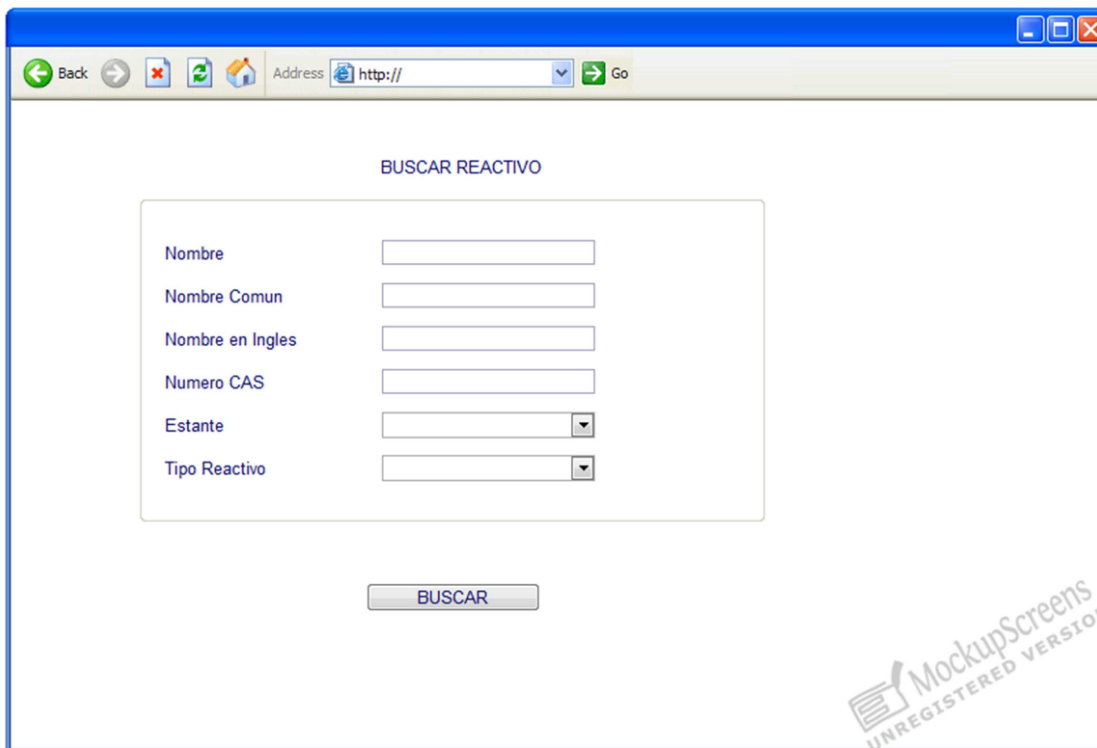 Back Address http:// Go
BUSCAR REACTIVO
Nombre
Nombre Comun
Nombre en Ingles
Numero CAS
Estante
Tipo Reactivo
BUSCAR
MockupScreens
UNREGISTERED VERSION